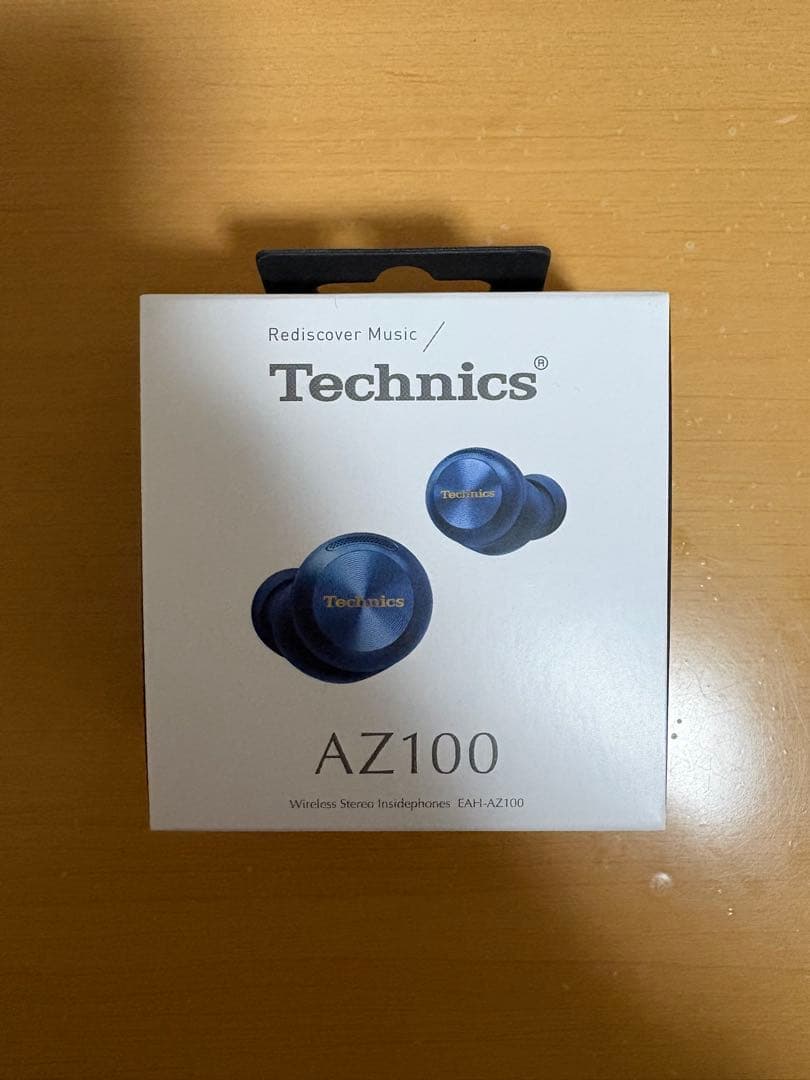 Rediscover Music /
Technics®
Technics
Technics
AZ100
Wireless Stereo Insidephones EAH-AZ100